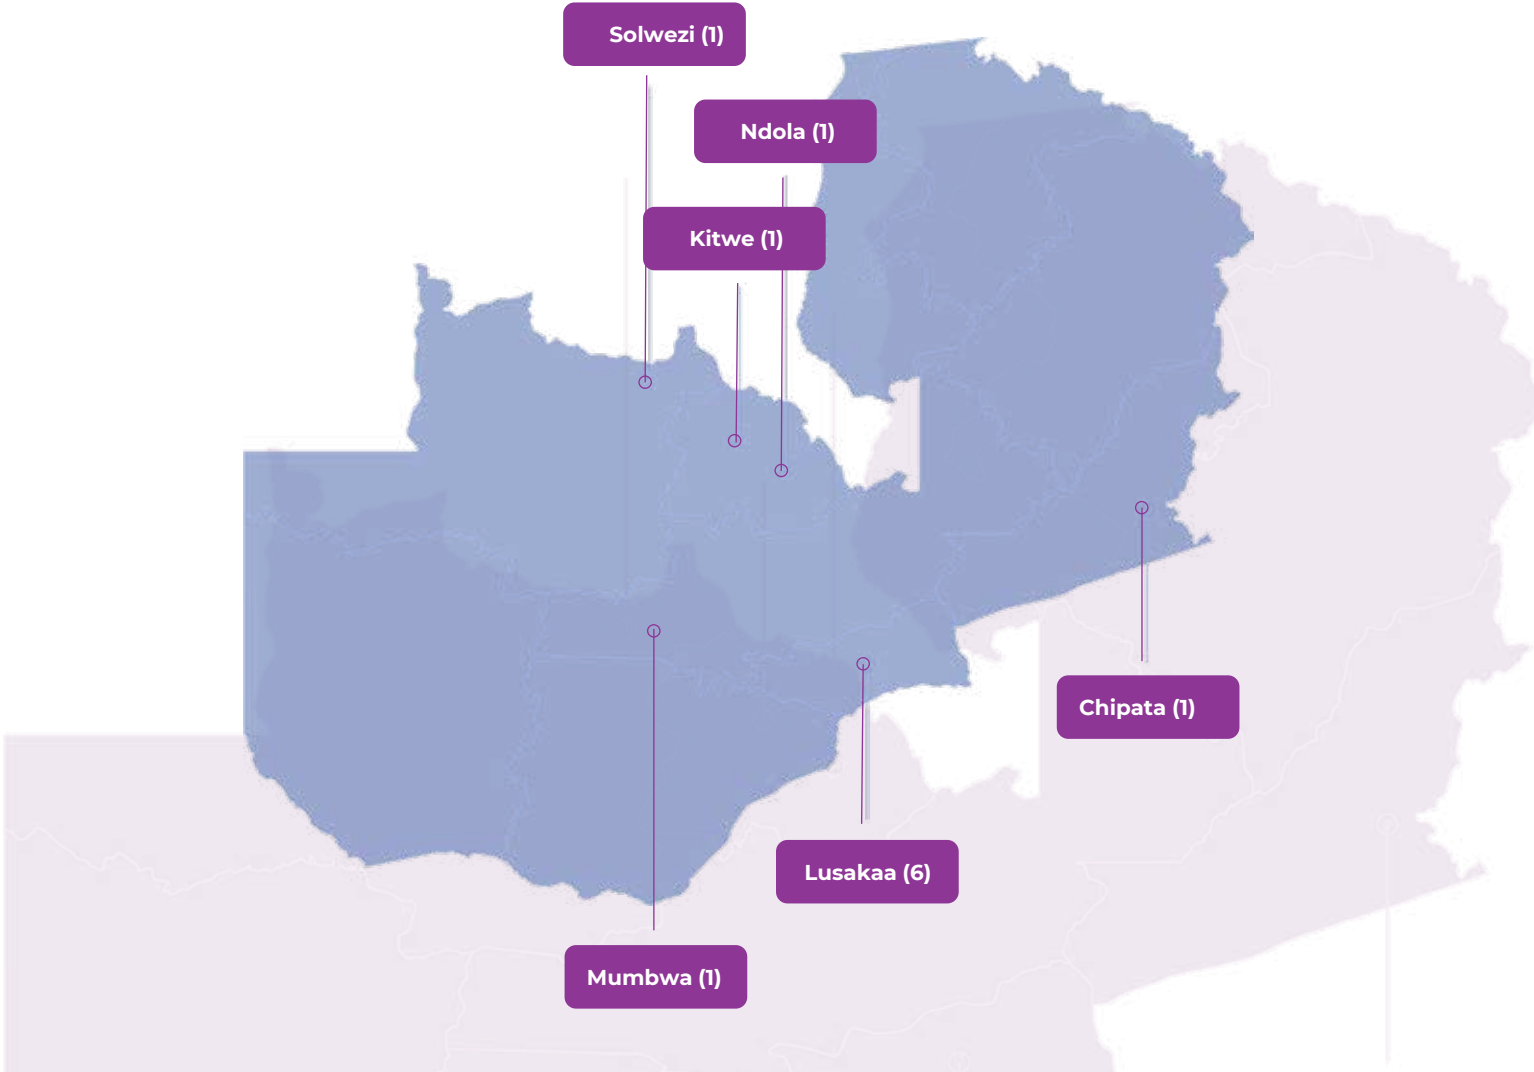 Solwezi (1)
Ndola (1)
Kitwe (1)
Chipata (1)
Lusakaa (6)
Mumbwa (1)